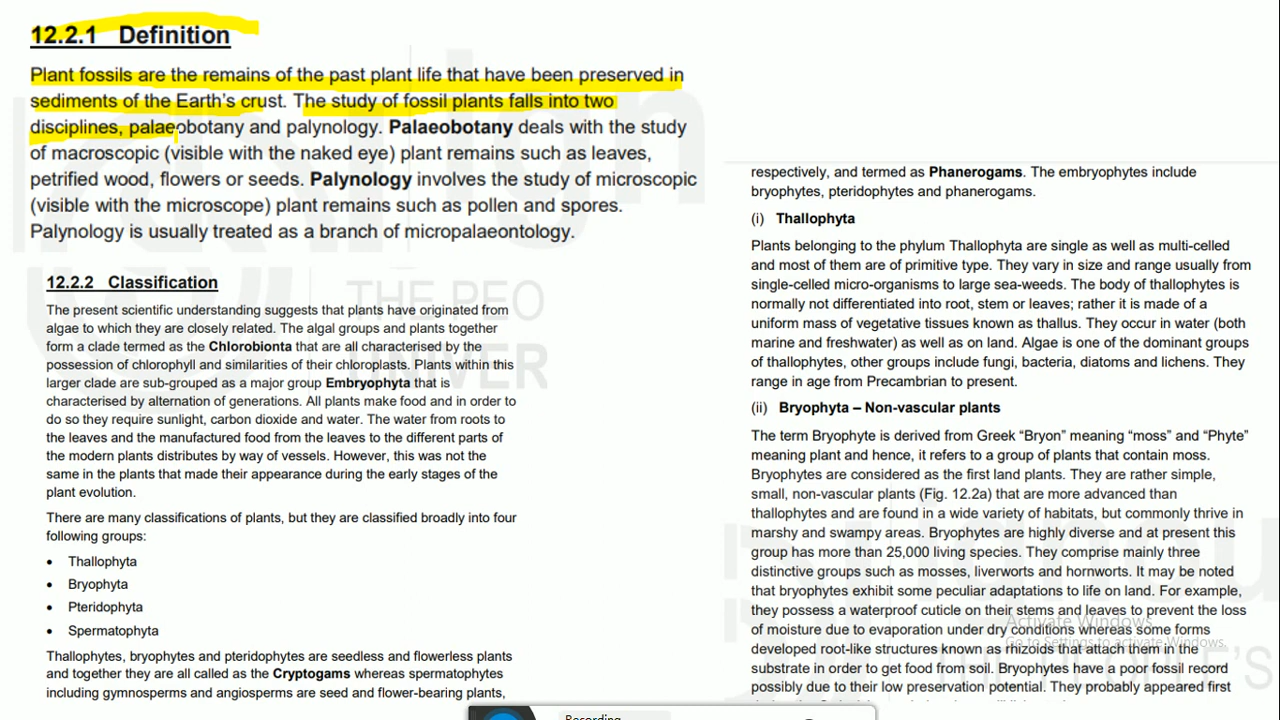 12.2.1 Definition
Plant fossils are the remains of the past plant life that have been preserved in
sediments of the Earth's crust. The study of fossil plants falls into two
disciplines, palaeobotany and palynology. Palaeobotany deals with the study
of macroscopic (visible with the naked eye) plant remains such as leaves,
petrified wood, flowers or seeds. Palynology involves the study of microscopic
(visible with the microscope) plant remains such as pollen and spores.
Palynology is usually treated as a branch of micropalaeontology.
12.2.2 Classification
The present scientific understanding suggests that plants have originated from
algae to which they are closely related. The algal groups and plants together
form a clade termed as the Chlorobionta that are all characterised by the
possession of chlorophyll and similarities of their chloroplasts. Plants within this
larger clade are sub-grouped as a major group Embryophyta that is
characterised by alternation of generations. All plants make food and in order to
do so they require sunlight, carbon dioxide and water. The water from roots to
the leaves and the manufactured food from the leaves to the different parts of
the modern plants distributes by way of vessels. However, this was not the
same in the plants that made their appearance during the early stages of the
plant evolution.
There are many classifications of plants, but they are classified broadly into four
following groups:
• Thallophyta
• Bryophyta
• Pteridophyta
• Spermatophyta
Thallophytes, bryophytes and pteridophytes are seedless and flowerless plants
and together they are all called as the Cryptogams whereas spermatophytes
including gymnosperms and angiosperms are seed and flower-bearing plants,
THE PEO
UNIVER
respectively, and termed as Phanerogams. The embryophytes include
bryophytes, pteridophytes and phanerogams.
(i) Thallophyta
Plants belonging to the phylum Thallophyta are single as well as multi-celled
and most of them are of primitive type. They vary in size and range usually from
single-celled micro-organisms to large sea-weeds. The body of thallophytes is
normally not differentiated into root, stem or leaves; rather it is made of a
uniform mass of vegetative tissues known as thallus. They occur in water (both
marine and freshwater) as well as on land. Algae is one of the dominant groups
of thallophytes, other groups include fungi, bacteria, diatoms and lichens. They
range in age from Precambrian to present.
(ii) Bryophyta – Non-vascular plants
The term Bryophyte is derived from Greek “Bryon” meaning “moss” and “Phyte”
meaning plant and hence, it refers to a group of plants that contain moss.
Bryophytes are considered as the first land plants. They are rather simple,
small, non-vascular plants (Fig. 12.2a) that are more advanced than
thallophytes and are found in a wide variety of habitats, but commonly thrive in
marshy and swampy areas. Bryophytes are highly diverse and at present this
group has more than 25,000 living species. They comprise mainly three
distinctive groups such as mosses, liverworts and hornworts. It may be noted
that bryophytes exhibit some peculiar adaptations to life on land. For example,
they possess a waterproof cuticle on their stems and leaves to prevent the loss
of moisture due to evaporation under dry conditions whereas some forms
developed root-like structures known as rhizoids that attach them in the
substrate in order to get food from soil. Bryophytes have a poor fossil record
possibly due to their low preservation potential. They probably appeared first
Activate Windows
Go to Settings to activate Windows.
THE PEOPLE'S
Recording